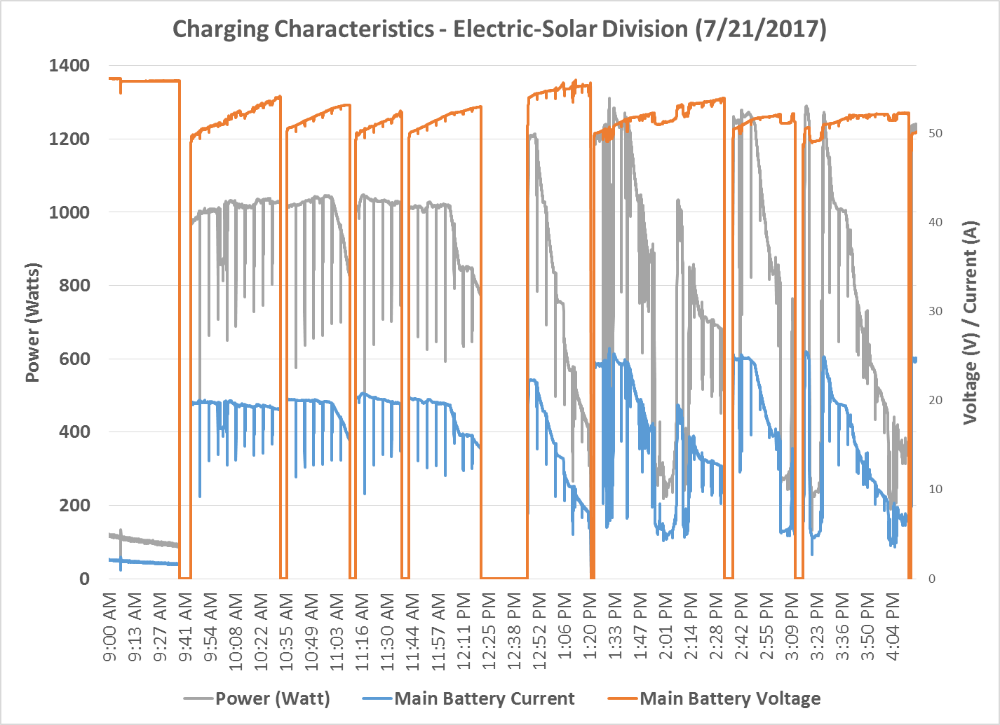 Charging Characteristics - Electric-Solar Division (7/21/2017)
1400
1200
1000
800
600
400
200
0
Power (Watts)
50
40
30
20
10
0
Voltage (V) / Current (A)
9:00 AM
9:13 AM
9:27 AM
9:41 AM
9:54 AM
10:08 AM
10:22 AM
10:35 AM
10:49 AM
11:03 AM
11:16 AM
11:30 AM
11:44 AM
11:57 AM
12:11 PM
12:25 PM
12:38 PM
12:52 PM
1:06 PM
1:20 PM
1:33 PM
1:47 PM
2:01 PM
2:14 PM
2:28 PM
2:42 PM
2:55 PM
3:09 PM
3:23 PM
3:36 PM
3:50 PM
4:04 PM
Power (Watt)
Main Battery Current
Main Battery Voltage